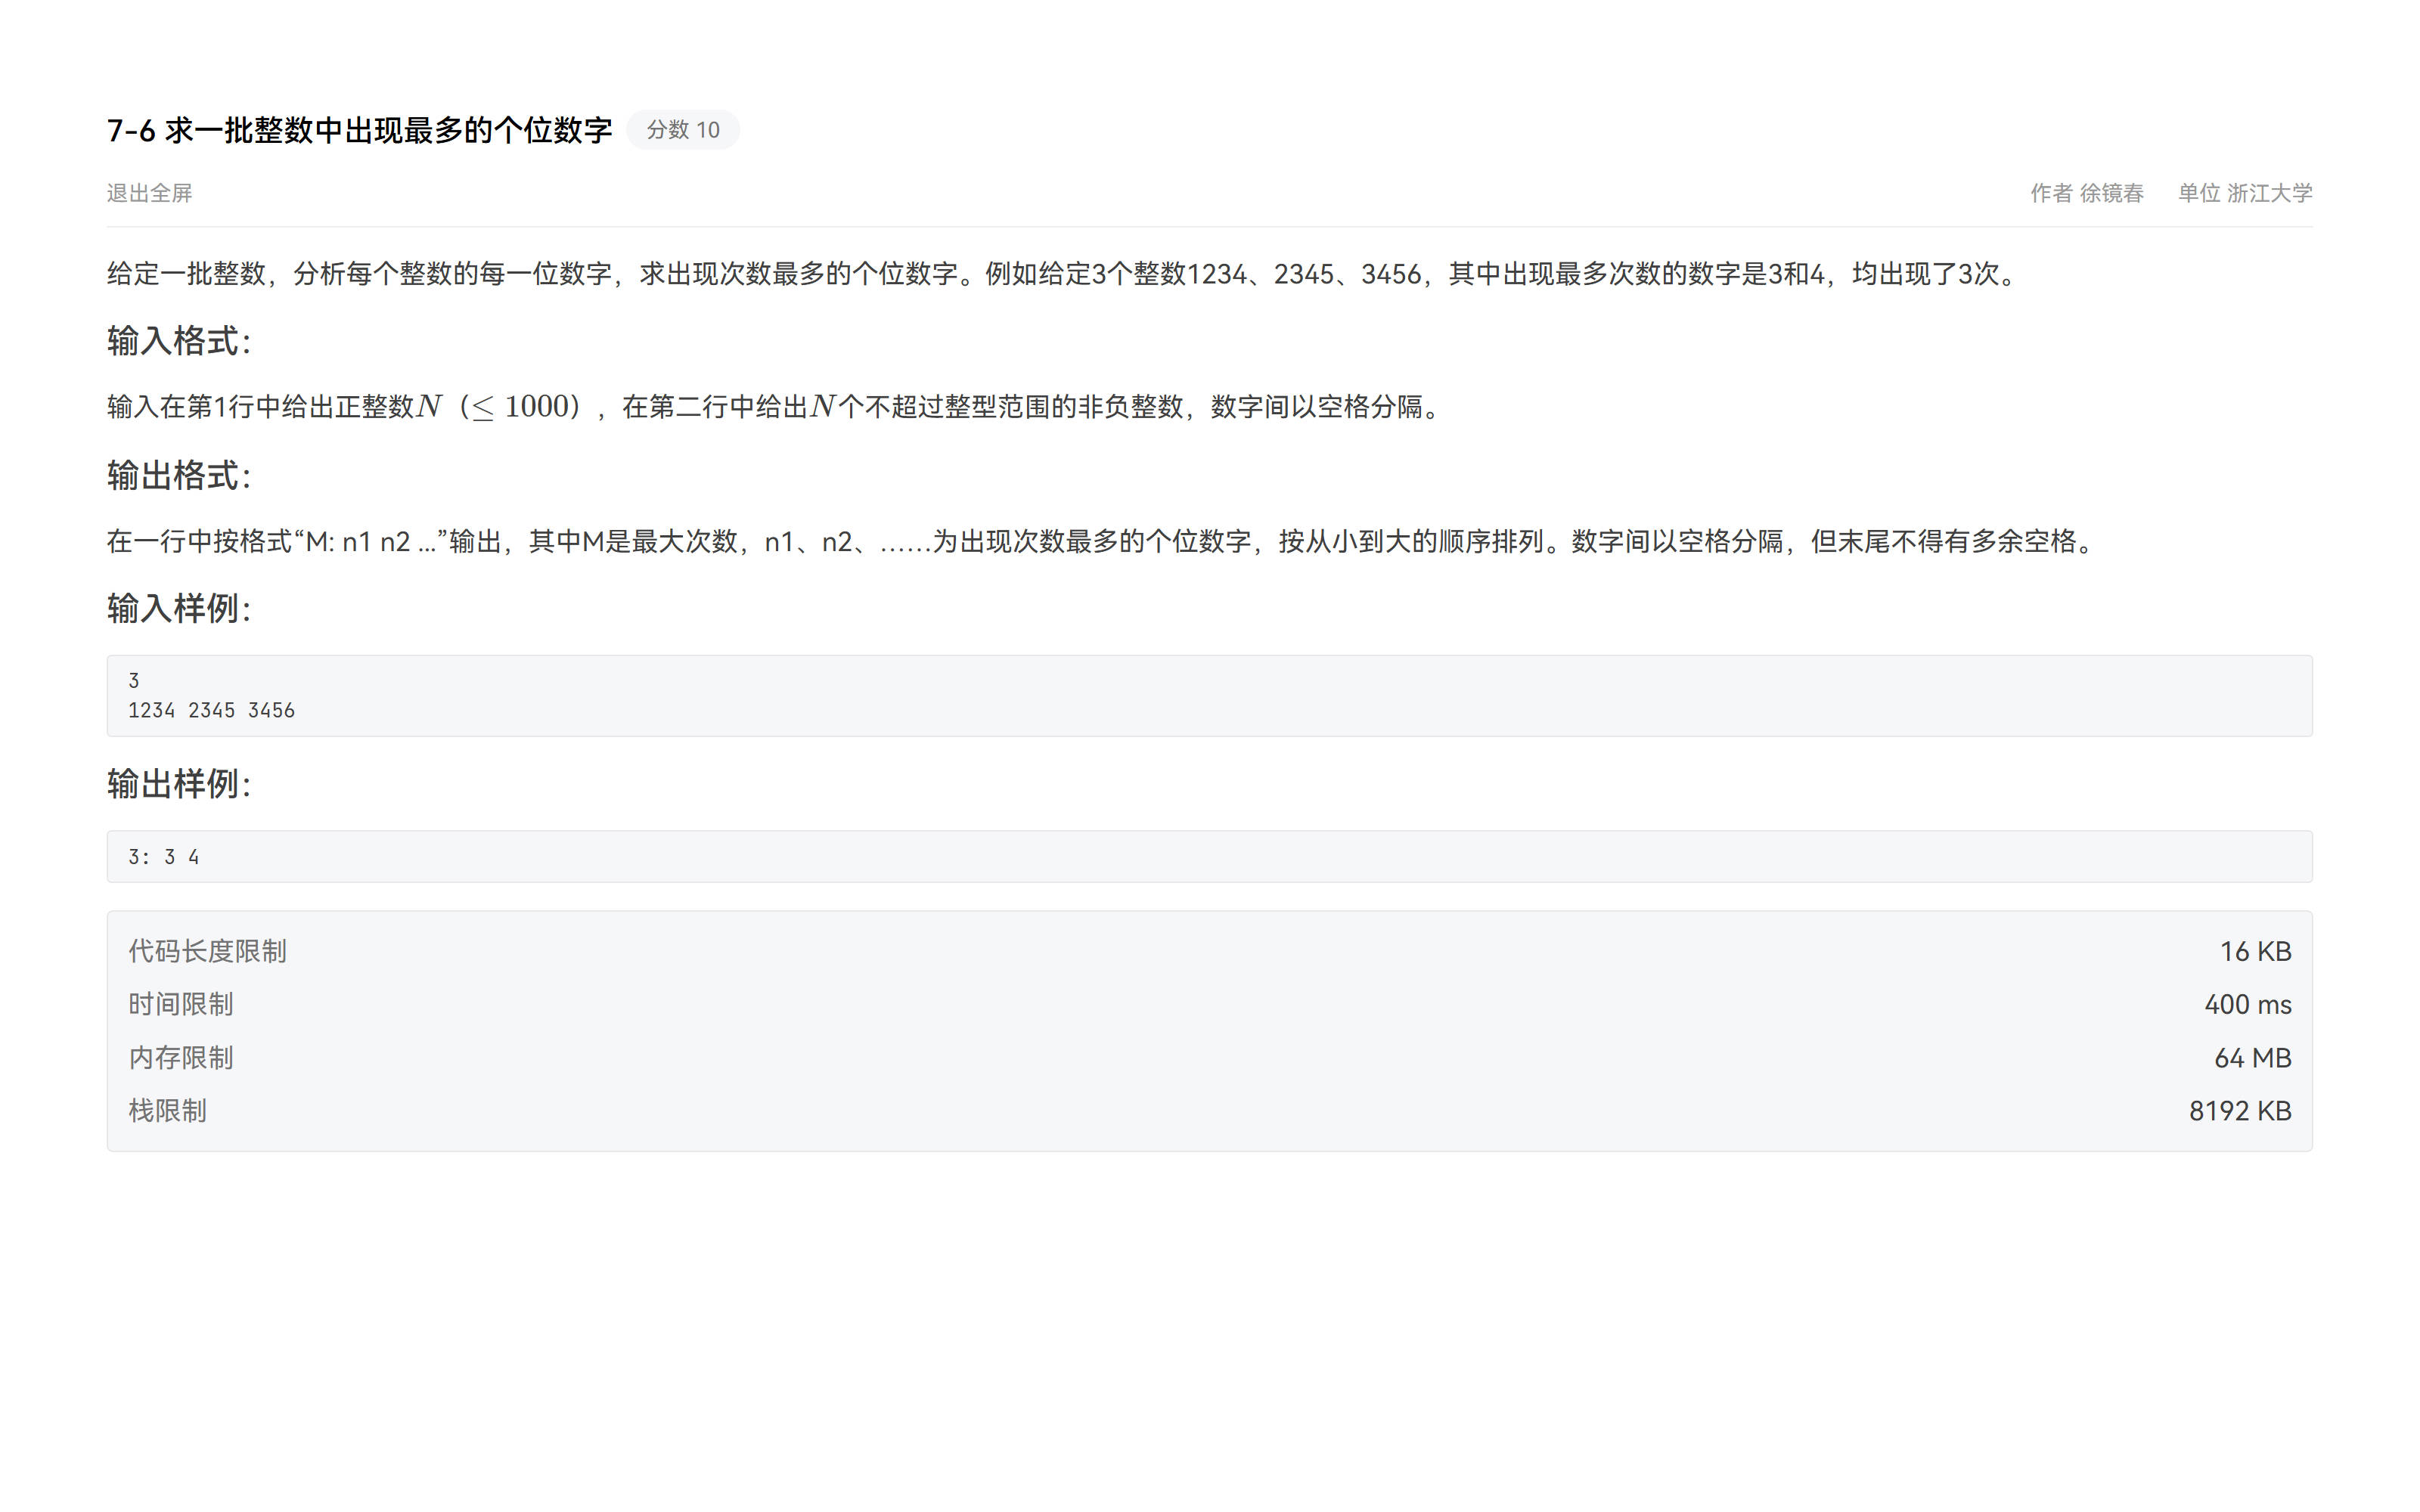 7-6 求一批整数中出现最多的个位数字 分数 10
退出全屏 作者 徐镜春 单位 浙江大学
给定一批整数，分析每个整数的每一位数字，求出现次数最多的个位数字。例如给定3个整数1234、2345、3456，其中出现最多次数的数字是3和4，均出现了3次。
输入格式：
输入在第1行中给出正整数N（≤ 1000），在第二行中给出N个不超过整型范围的非负整数，数字间以空格分隔。
输出格式：
在一行中按格式“M: n1 n2 ...”输出，其中M是最大次数，n1、n2、……为出现次数最多的个位数字，按从小到大的顺序排列。数字间以空格分隔，但末尾不得有多余空格。
输入样例：
3
1234 2345 3456
输出样例：
3: 3 4
代码长度限制 16 KB
时间限制 400 ms
内存限制 64 MB
栈限制 8192 KB